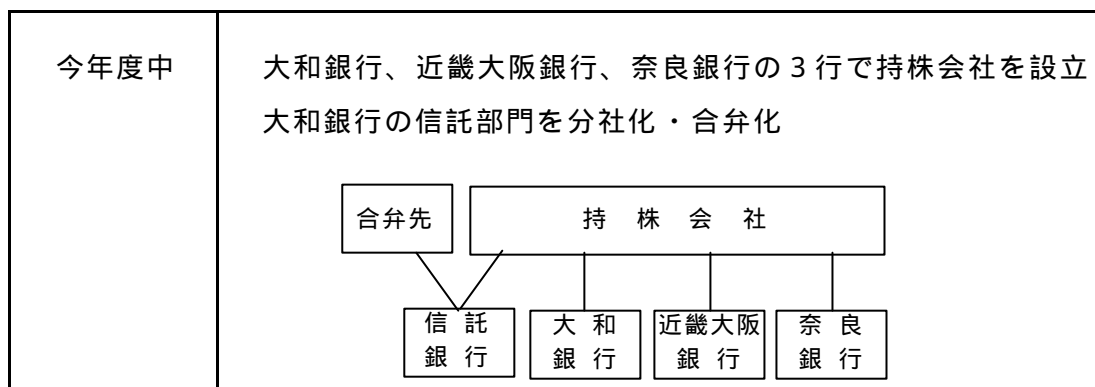 今年度中
大和銀行、近畿大阪銀行、奈良銀行の３行で持株会社を設立
大和銀行の信託部門を分社化・合弁化
合弁先
持株会社
信託
銀行
大和
銀行
近畿大阪
銀行
奈良
銀行